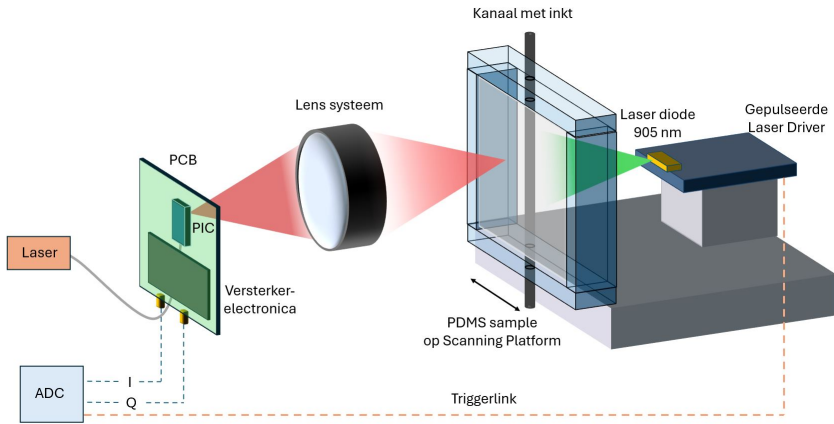 Kanaal met inkt
Lens systeem
Laser diode
905 nm
Gepulseerde
Laser Driver
PCB
PIC
Laser
Versterker-
electronica
PDMS sample
op Scanning Platform
ADC
I
Q
Triggerlink